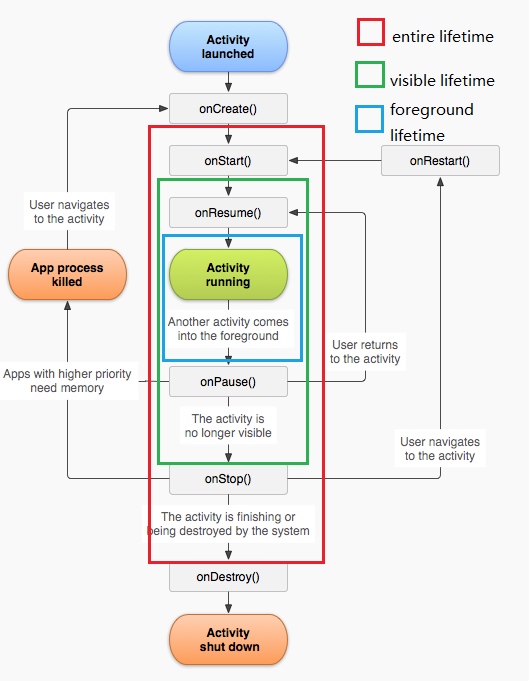 Activity
launched
entire lifetime
visible lifetime
foreground
lifetime
onCreate()
onStart()
onRestart()
onResume()
User navigates
to the activity
App process
killed
Activity
running
Another activity comes
into the foreground
User returns
to the activity
Apps with higher priority
need memory
onPause()
The activity is
no longer visible
User navigates
to the activity
onStop()
The activity is finishing or
being destroyed by the system
onDestroy()
Activity
shut down